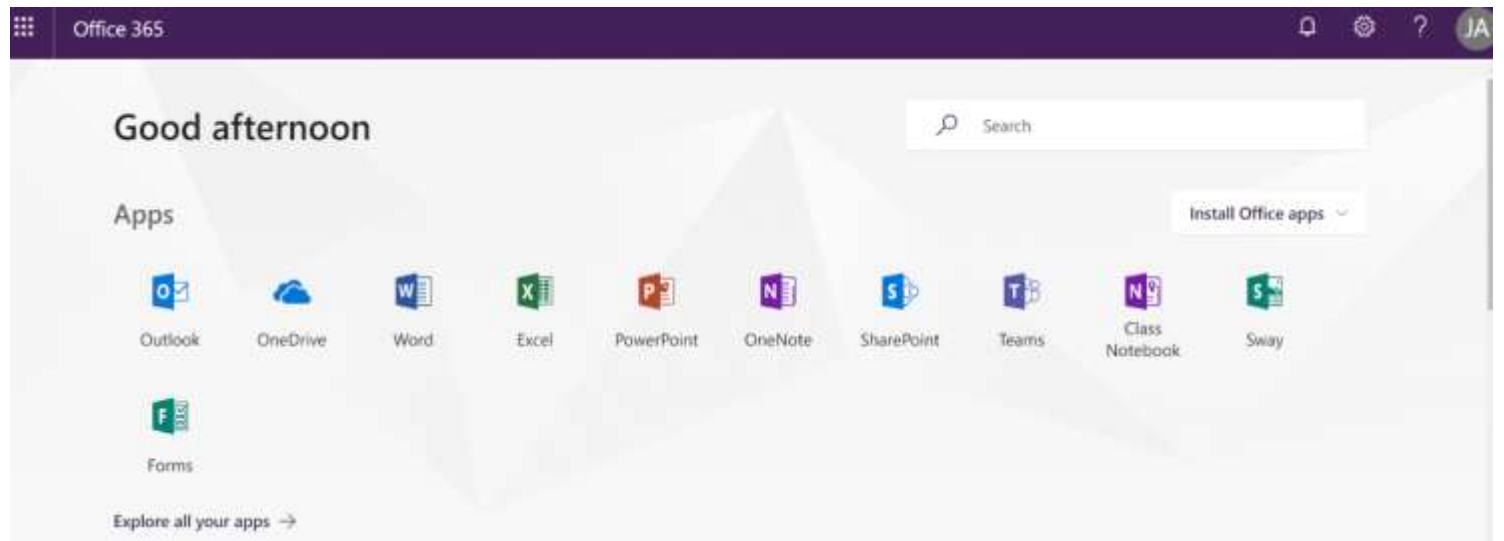 Office 365 ? JA
Good afternoon
Search
Apps
Install Office apps
Outlook OneDrive Word Excel PowerPoint OneNote SharePoint Teams Class Notebook Sway
Forms
Explore all your apps →